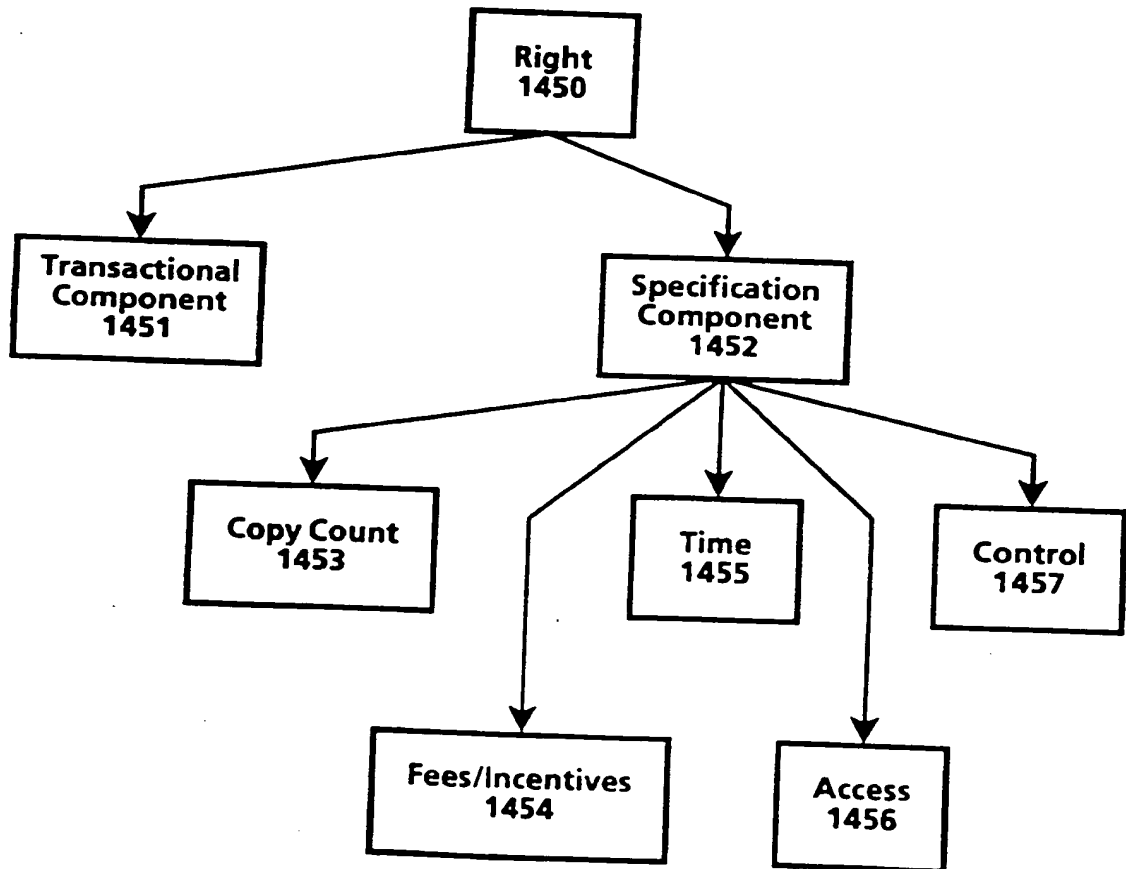 Right
1450
Transactional
Component
1451
Specification
Component
1452
Copy Count
1453
Time
1455
Control
1457
Fees/Incentives
1454
Access
1456